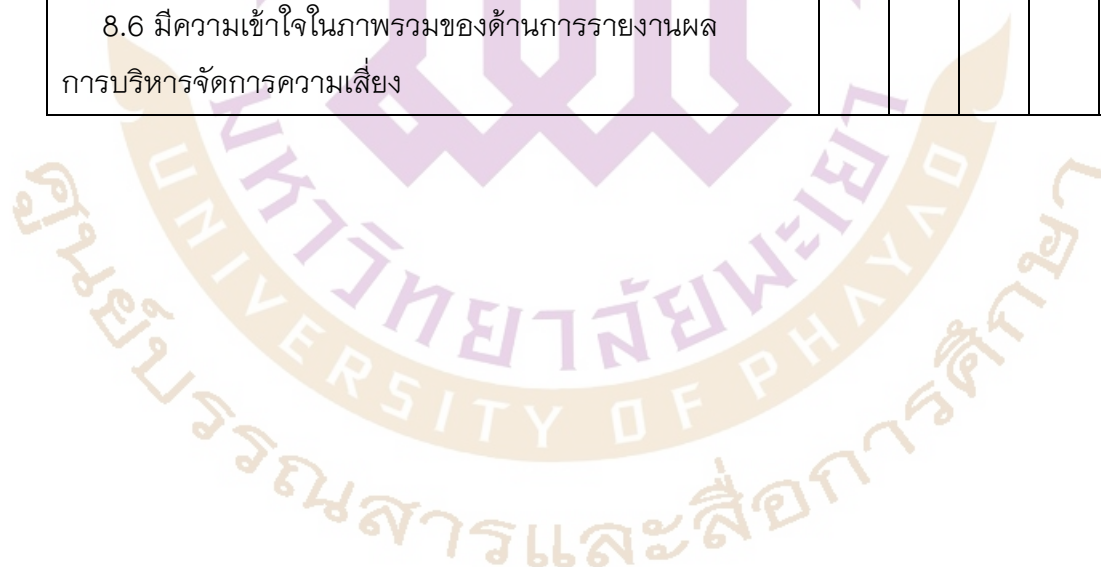 8.6 มีความเข้าใจในภาพรวมของด้านการรายงานผล
การบริหารจัดการความเสี่ยง
มหาวิทยาลัยพะเยา
UNIVERSITY OF PHAYAO
ศูนย์บรรณสารและสื่อการศึกษา